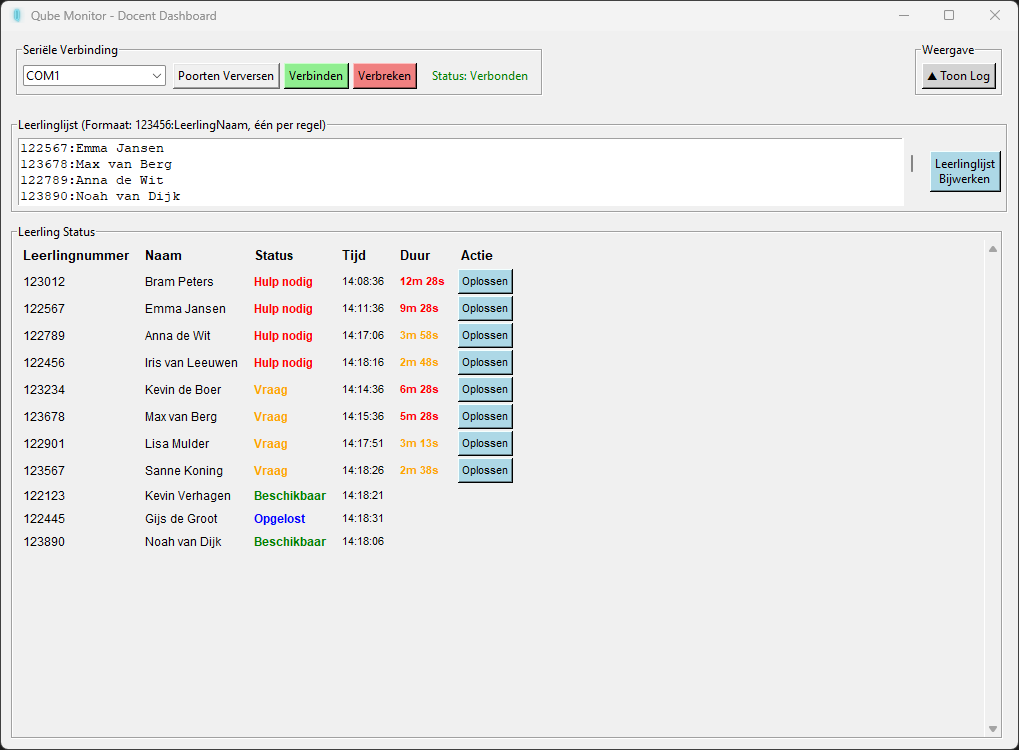 Qube Monitor - Docent Dashboard
Seriële Verbinding
COM1 Poorten Verversen Verbinden Verbreken Status: Verbonden
Weergave
▲ Toon Log
Leerlinglijst (Formaat: 123456:LeerlingNaam, één per regel)
122567:Emma Jansen
123678:Max van Berg
122789:Anna de Wit
123890:Noah van Dijk
Leerlinglijst
Bijwerken
Leerling Status
Leerlingnummer Naam Status Tijd Duur Actie
123012 Bram Peters Hulp nodig 14:08:36 12m 28s Oplossen
122567 Emma Jansen Hulp nodig 14:11:36 9m 28s Oplossen
122789 Anna de Wit Hulp nodig 14:17:06 3m 58s Oplossen
122456 Iris van Leeuwen Hulp nodig 14:18:16 2m 48s Oplossen
123234 Kevin de Boer Vraag 14:14:36 6m 28s Oplossen
123678 Max van Berg Vraag 14:15:36 5m 28s Oplossen
122901 Lisa Mulder Vraag 14:17:51 3m 13s Oplossen
123567 Sanne Koning Vraag 14:18:26 2m 38s Oplossen
122123 Kevin Verhagen Beschikbaar 14:18:21
122445 Gijs de Groot Opgelost 14:18:31
123890 Noah van Dijk Beschikbaar 14:18:06